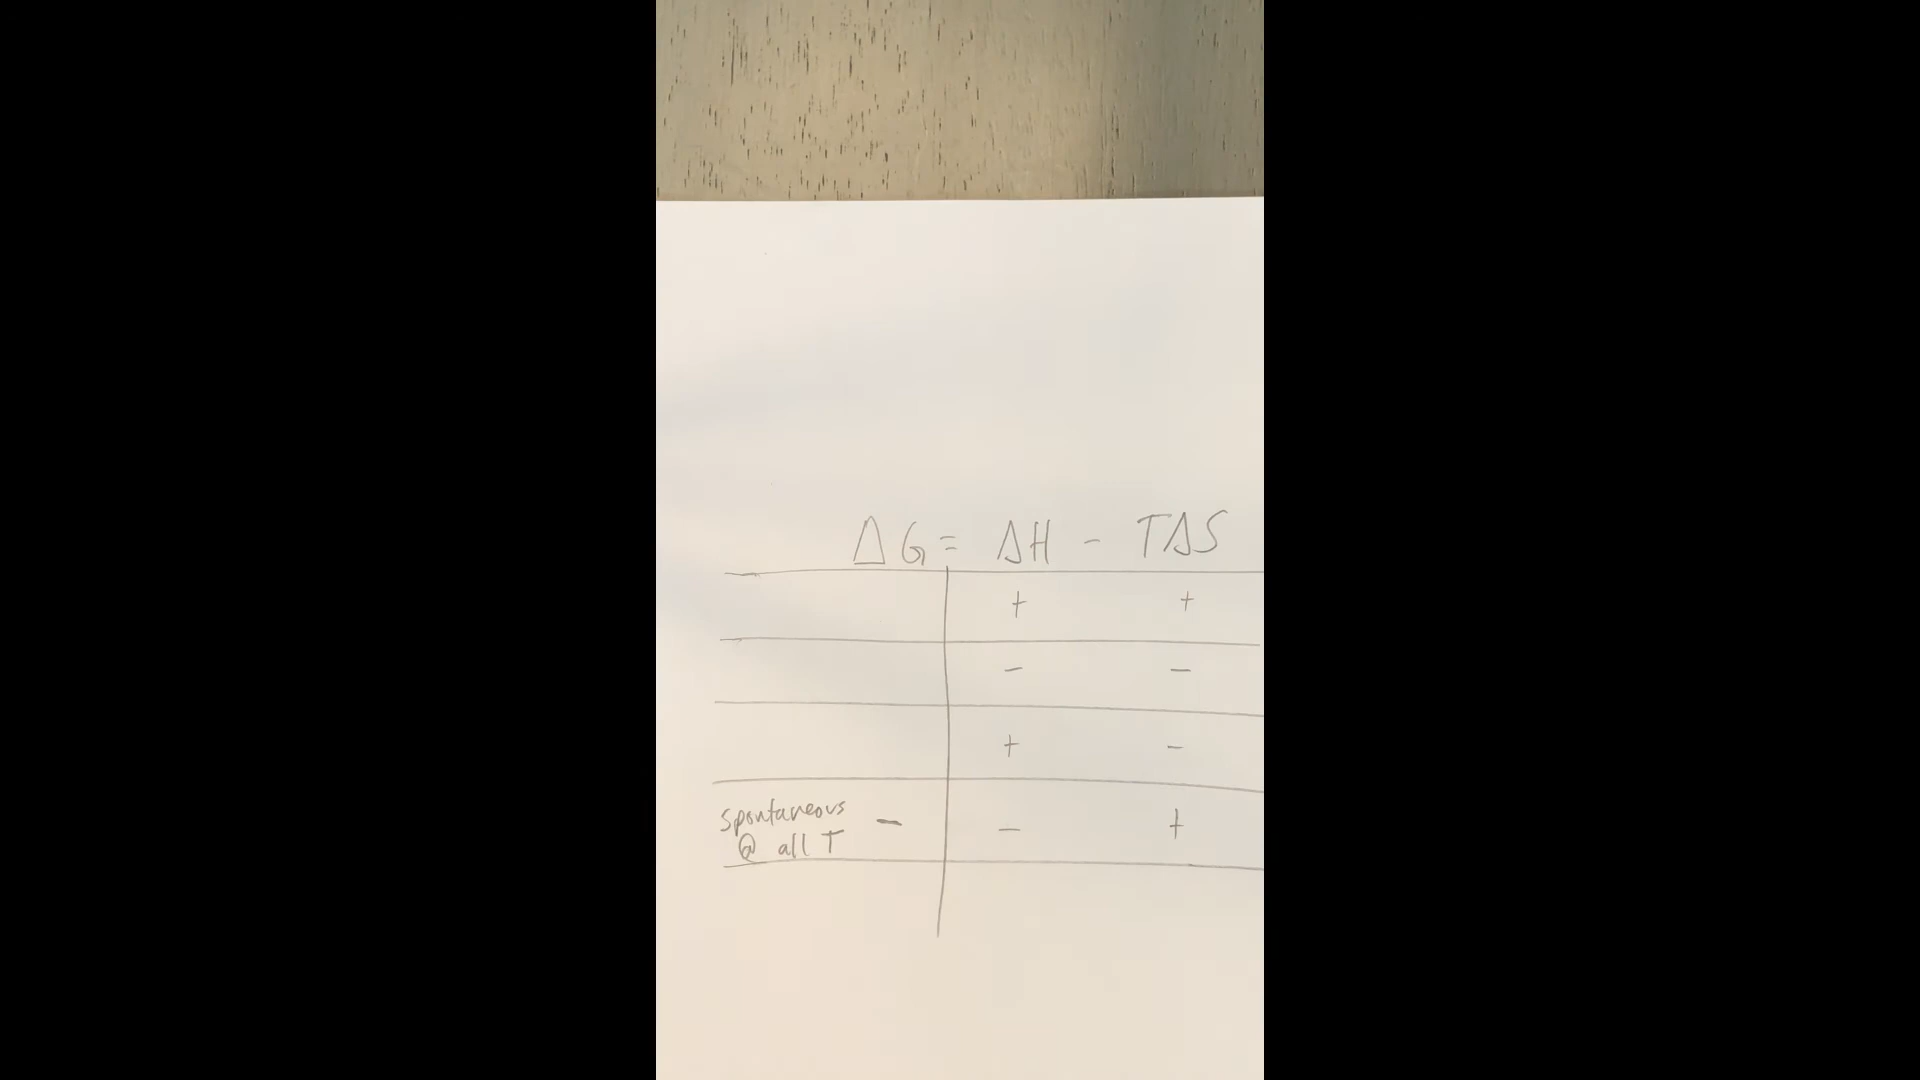 ΔG = ΔH - TΔS
+ +
- -
+ -
spontaneous - - +
@ all T